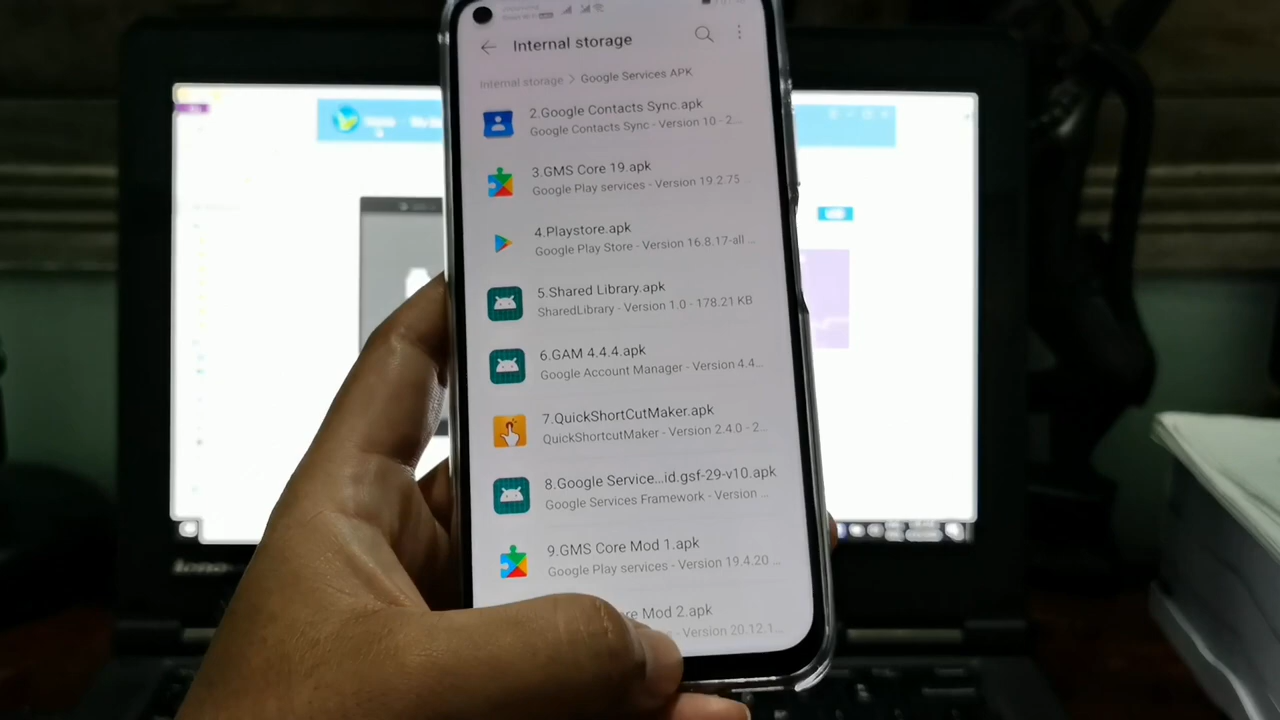 Internal storage
Internal storage > Google Services APK
2.Google Contacts Sync.apk
Google Contacts Sync - Version 10 - 2...
3.GMS Core 19.apk
Google Play services - Version 19.2.75
4.Playstore.apk
Google Play Store - Version 16.8.17-all ...
5.Shared Library.apk
SharedLibrary - Version 1.0 - 178.21 KB
6.GAM 4.4.4.apk
Google Account Manager - Version 4.4...
7.QuickShortCutMaker.apk
QuickShortcutMaker - Version 2.4.0 - 2...
8.Google Service...id.gsf-29-v10.apk
Google Services Framework - Version ...
9.GMS Core Mod 1.apk
Google Play services - Version 19.4.20 ...
re Mod 2.apk
- Version 20.12.1...